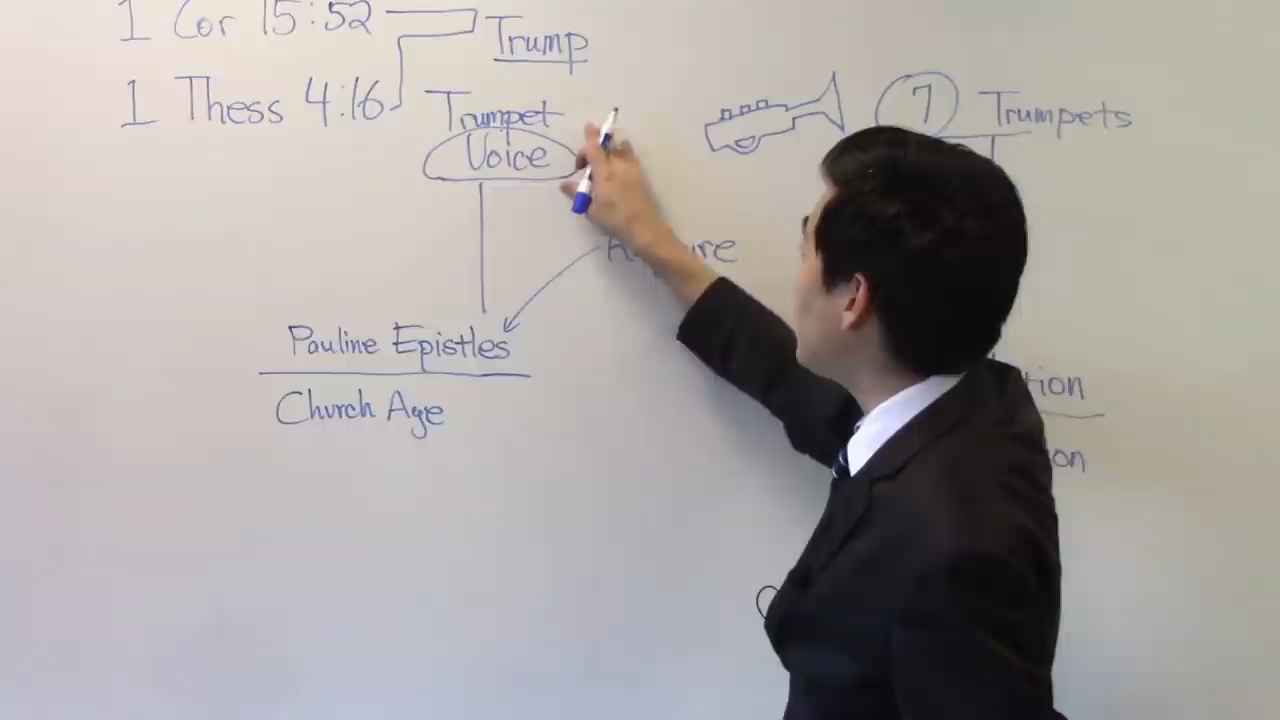 1 Cor 15:52
Trump
1 Thess 4:16
Trumpet
Voice
7 Trumpets
Pauline Epistles
Church Age